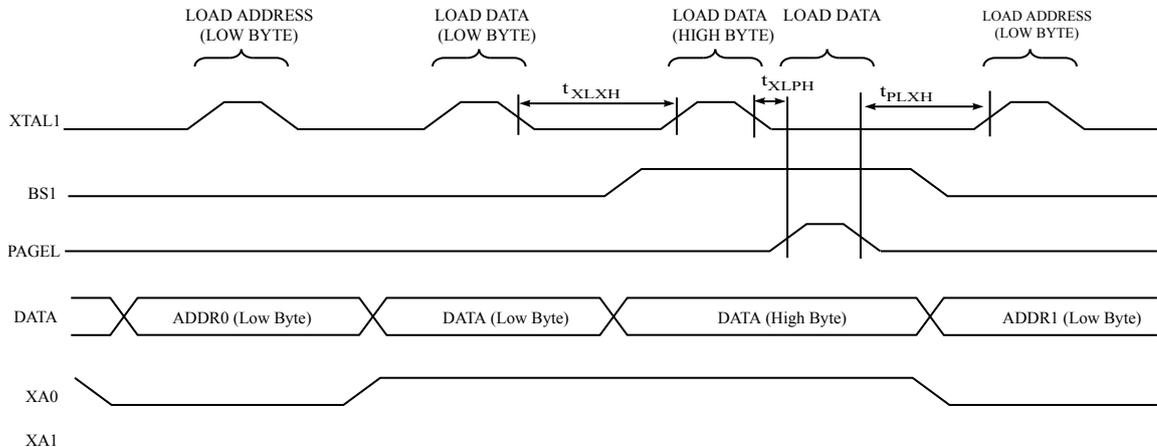 LOAD ADDRESS
(LOW BYTE)
LOAD DATA
(LOW BYTE)
LOAD DATA
(HIGH BYTE)
LOAD DATA
LOAD ADDRESS
(LOW BYTE)
tXLXH
tXLPH
tPLXH
XTAL1
BS1
PAGEL
DATA
ADDR0 (Low Byte)
DATA (Low Byte)
DATA (High Byte)
ADDR1 (Low Byte)
XA0
XA1